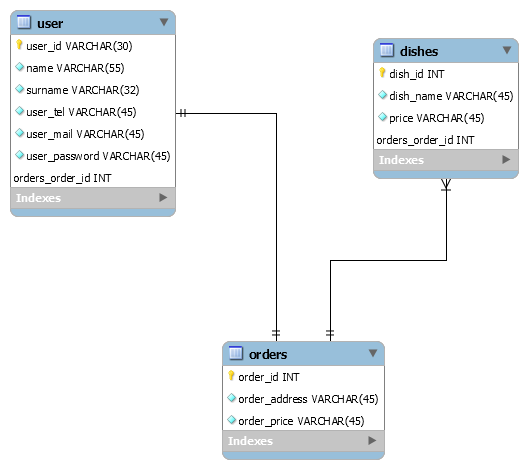 user
user_id VARCHAR(30)
name VARCHAR(55)
surname VARCHAR(32)
user_tel VARCHAR(45)
user_mail VARCHAR(45)
user_password VARCHAR(45)
orders_order_id INT
Indexes
dishes
dish_id INT
dish_name VARCHAR(45)
price VARCHAR(45)
orders_order_id INT
Indexes
orders
order_id INT
order_address VARCHAR(45)
order_price VARCHAR(45)
Indexes